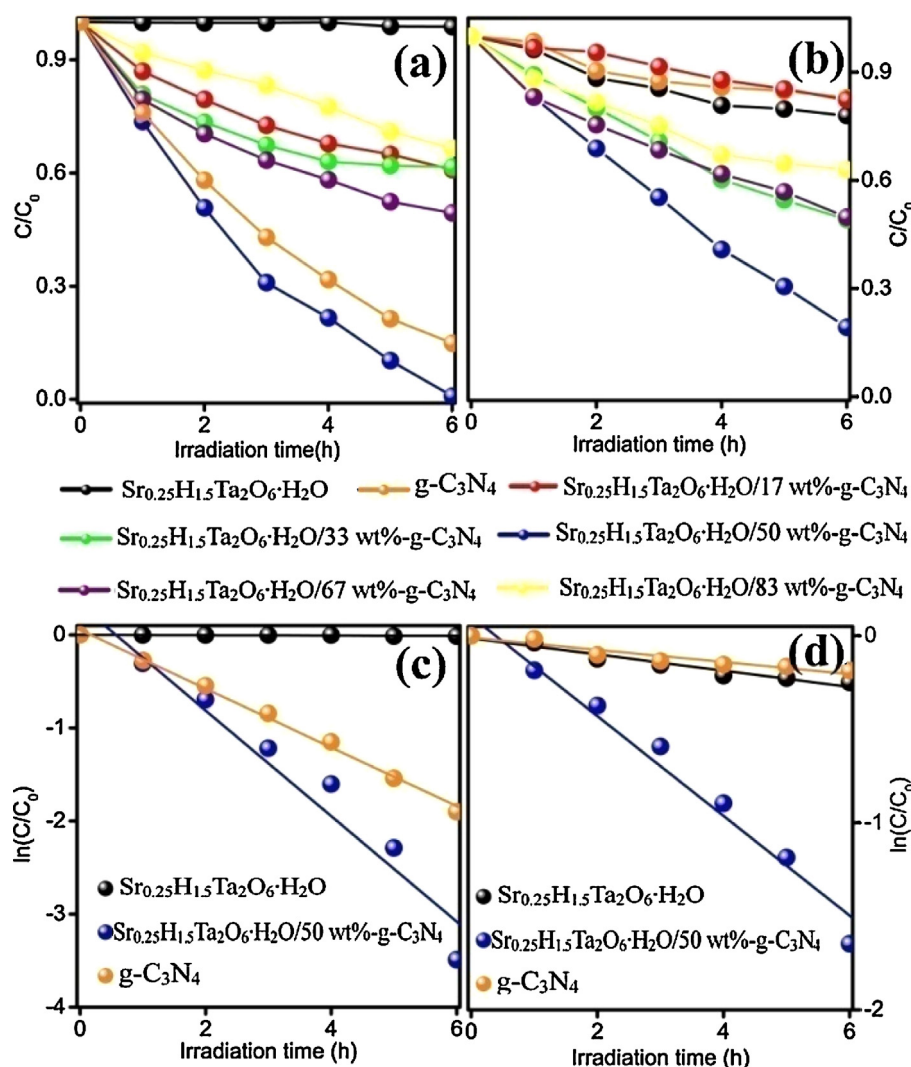 (a) (b)
0.9 0.9
0.6 0.6
0.3 0.3
0.0 0.0
C/C₀ C/C₀
0 2 4 6 0 2 4 6
Irradiation time(h) Irradiation time (h)
Sr₀.₂₅H₁.₅Ta₂O₆·H₂O g-C₃N₄ Sr₀.₂₅H₁.₅Ta₂O₆·H₂O/17 wt%-g-C₃N₄
Sr₀.₂₅H₁.₅Ta₂O₆·H₂O/33 wt%-g-C₃N₄ Sr₀.₂₅H₁.₅Ta₂O₆·H₂O/50 wt%-g-C₃N₄
Sr₀.₂₅H₁.₅Ta₂O₆·H₂O/67 wt%-g-C₃N₄ Sr₀.₂₅H₁.₅Ta₂O₆·H₂O/83 wt%-g-C₃N₄
(c) (d)
0 0
-1 -1
-2 -2
-3
-4
ln(C/C₀) ln(C/C₀)
Sr₀.₂₅H₁.₅Ta₂O₆·H₂O Sr₀.₂₅H₁.₅Ta₂O₆·H₂O
Sr₀.₂₅H₁.₅Ta₂O₆·H₂O/50 wt%-g-C₃N₄ Sr₀.₂₅H₁.₅Ta₂O₆·H₂O/50 wt%-g-C₃N₄
g-C₃N₄ g-C₃N₄
0 2 4 6 0 2 4 6
Irradiation time (h) Irradiation time (h)